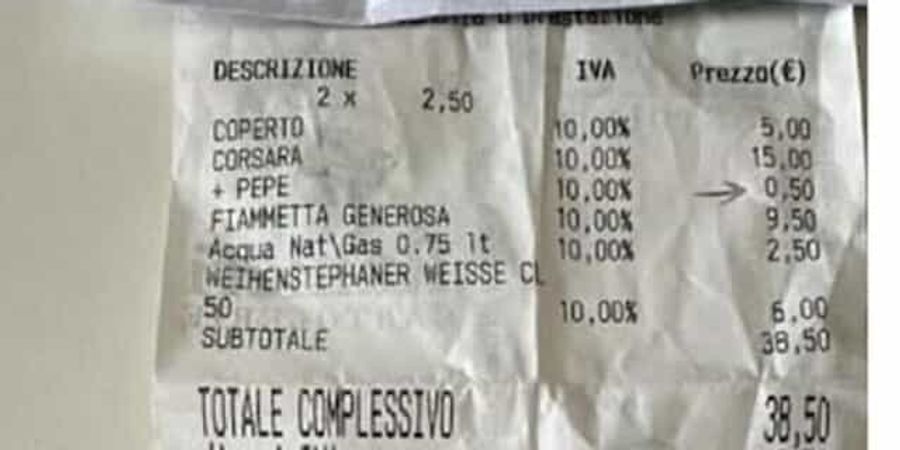 DESCRIZIONE IVA Prezzo(€)
2 x 2,50
COPERTO 10,00% 5,00
CORSARA 10,00% 15,00
+ PEPE 10,00% 0,50
FIAMMETTA GENEROSA 10,00% 9,50
Acqua Nat\Gas 0.75 lt 10,00% 2,50
WEIHENSTEPHANER WEISSE CL
50 10,00% 6,00
SUBTOTALE 38,50
TOTALE COMPLESSIVO 38,50